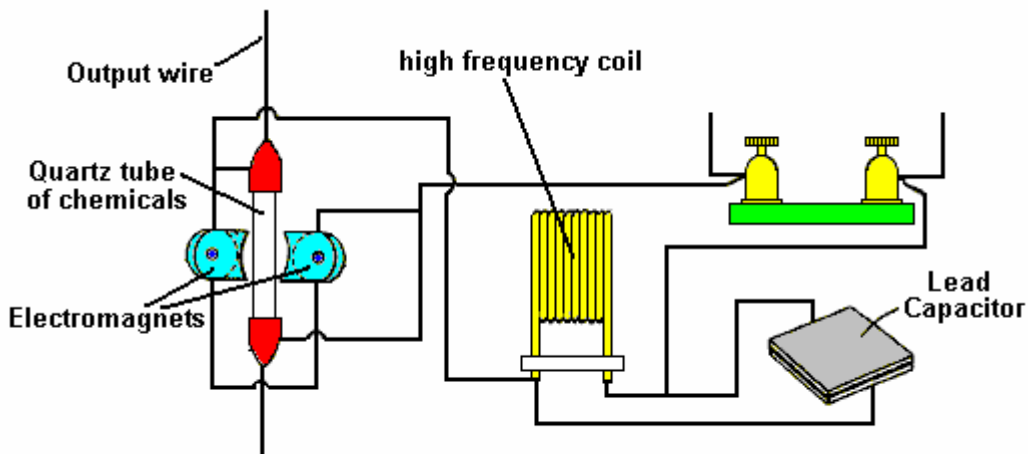 Output wire
high frequency coil
Quartz tube
of chemicals
Electromagnets
Lead
Capacitor